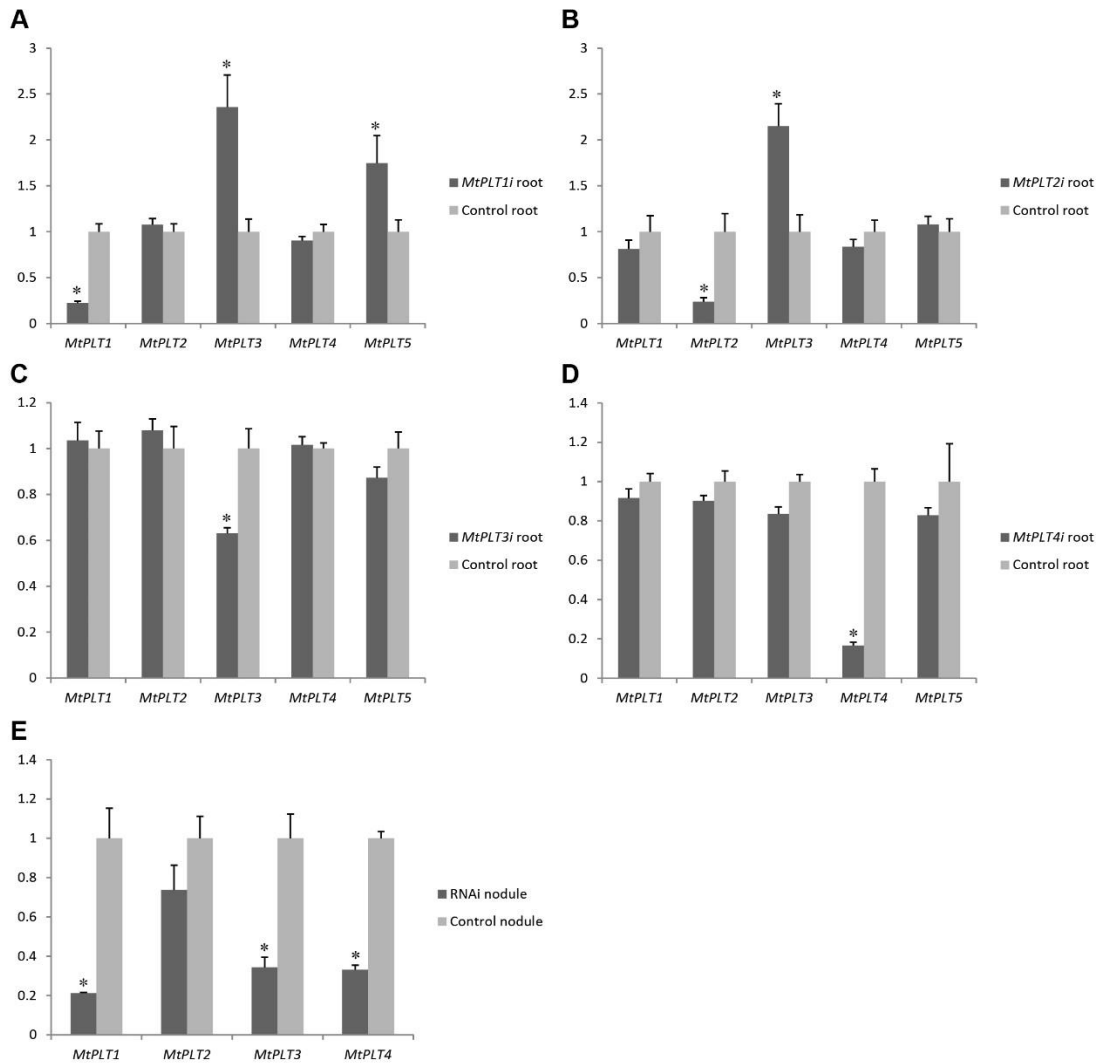 A
3
2.5
2
1.5
1
0.5
0
*
*
*
MtPLT1 MtPLT2 MtPLT3 MtPLT4 MtPLT5
MtPLT1i root
Control root
B
3
2.5
2
1.5
1
0.5
0
*
*
MtPLT1 MtPLT2 MtPLT3 MtPLT4 MtPLT5
MtPLT2i root
Control root
C
1.2
1
0.8
0.6
0.4
0.2
0
*
MtPLT1 MtPLT2 MtPLT3 MtPLT4 MtPLT5
MtPLT3i root
Control root
D
1.4
1.2
1
0.8
0.6
0.4
0.2
0
*
MtPLT1 MtPLT2 MtPLT3 MtPLT4 MtPLT5
MtPLT4i root
Control root
E
1.4
1.2
1
0.8
0.6
0.4
0.2
0
*
*
*
MtPLT1 MtPLT2 MtPLT3 MtPLT4
RNAi nodule
Control nodule